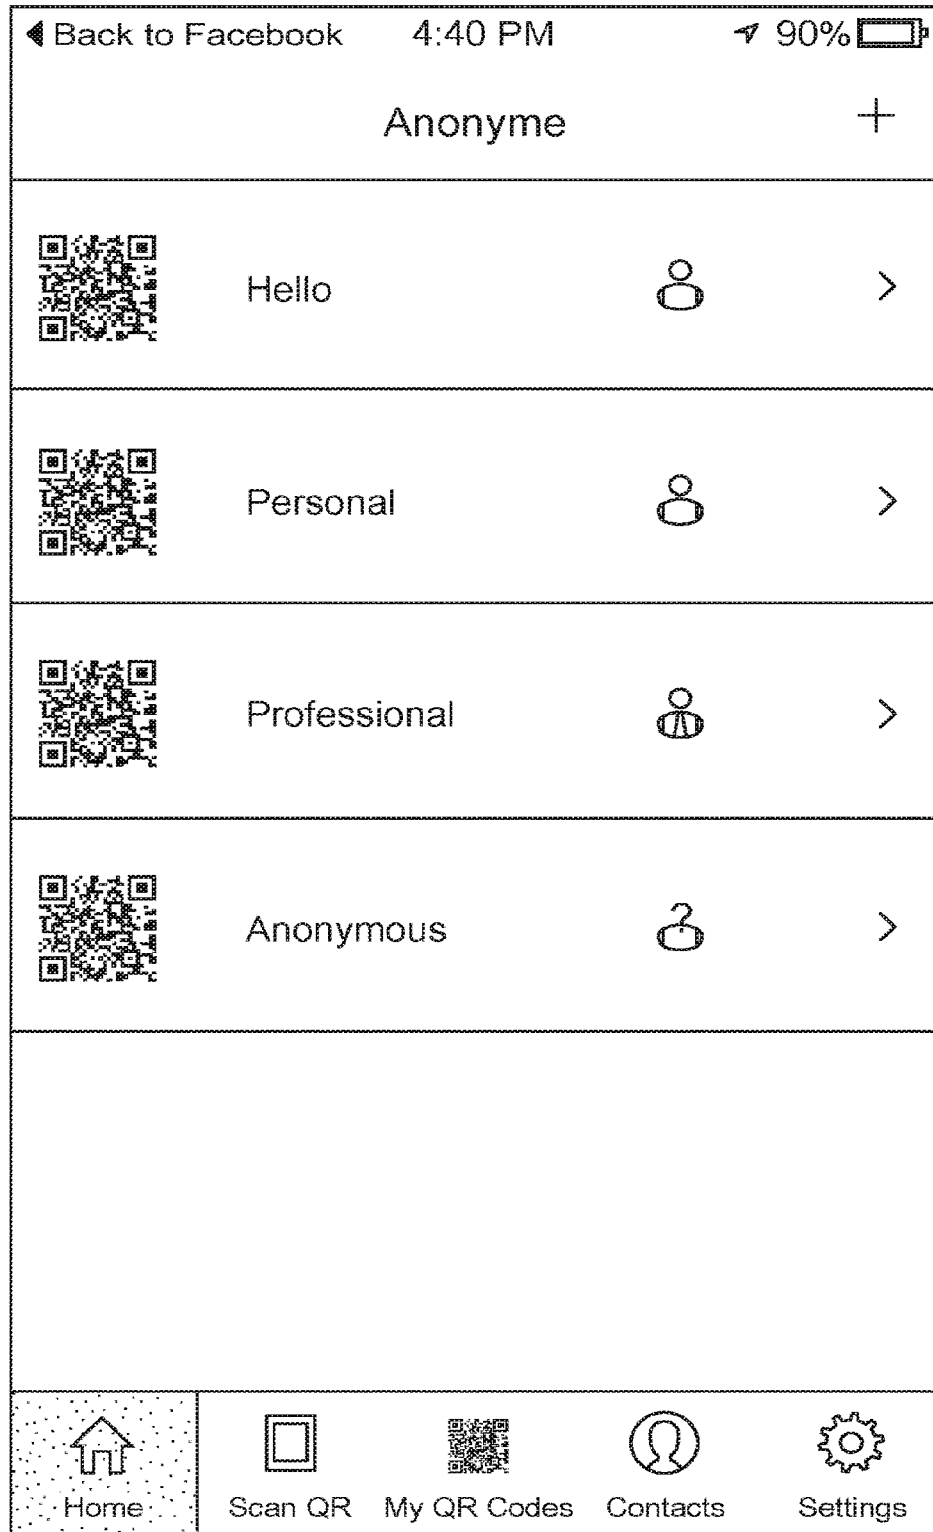 Back to Facebook 4:40 PM 90%
Anonyme +
Hello
Personal
Professional
Anonymous
Home Scan QR My QR Codes Contacts Settings